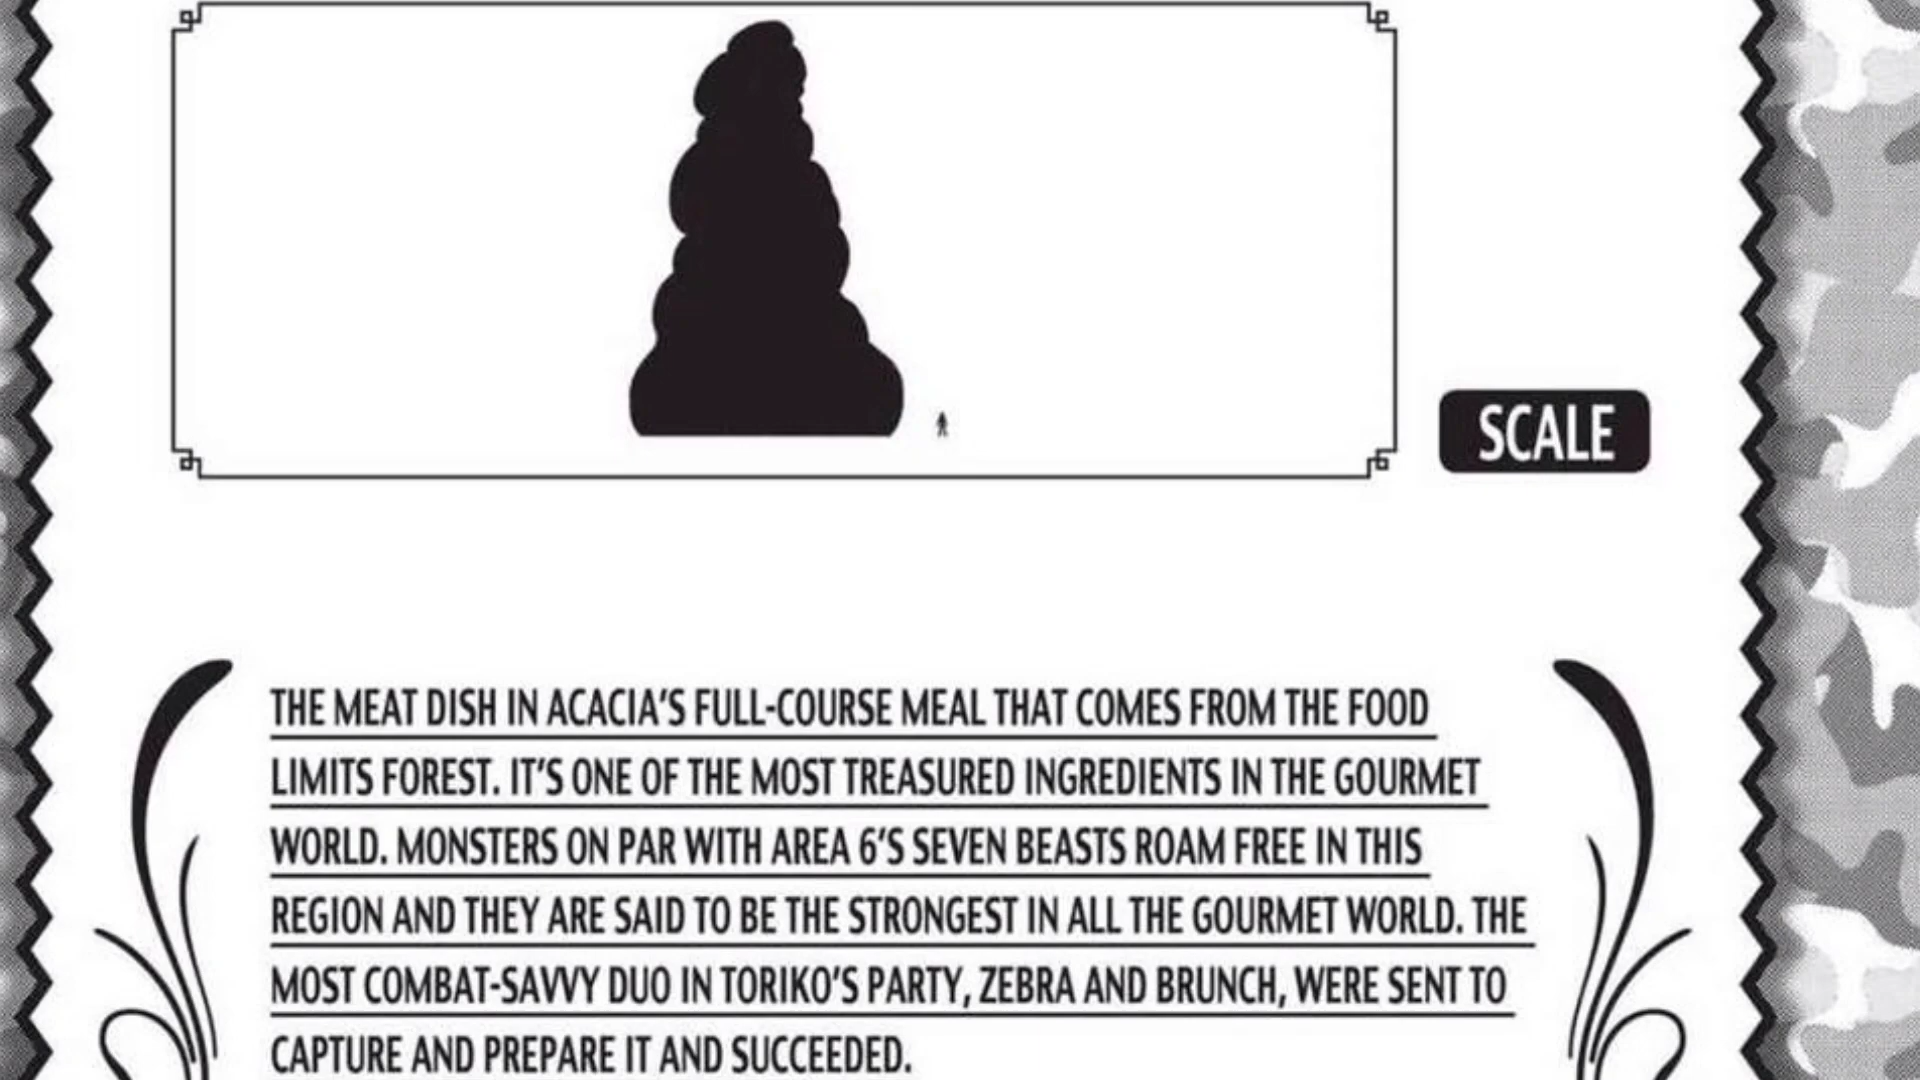 SCALE
THE MEAT DISH IN ACACIA'S FULL-COURSE MEAL THAT COMES FROM THE FOOD
LIMITS FOREST. IT'S ONE OF THE MOST TREASURED INGREDIENTS IN THE GOURMET
WORLD. MONSTERS ON PAR WITH AREA 6'S SEVEN BEASTS ROAM FREE IN THIS
REGION AND THEY ARE SAID TO BE THE STRONGEST IN ALL THE GOURMET WORLD. THE
MOST COMBAT-SAVVY DUO IN TORIKO'S PARTY, ZEBRA AND BRUNCH, WERE SENT TO
CAPTURE AND PREPARE IT AND SUCCEEDED.